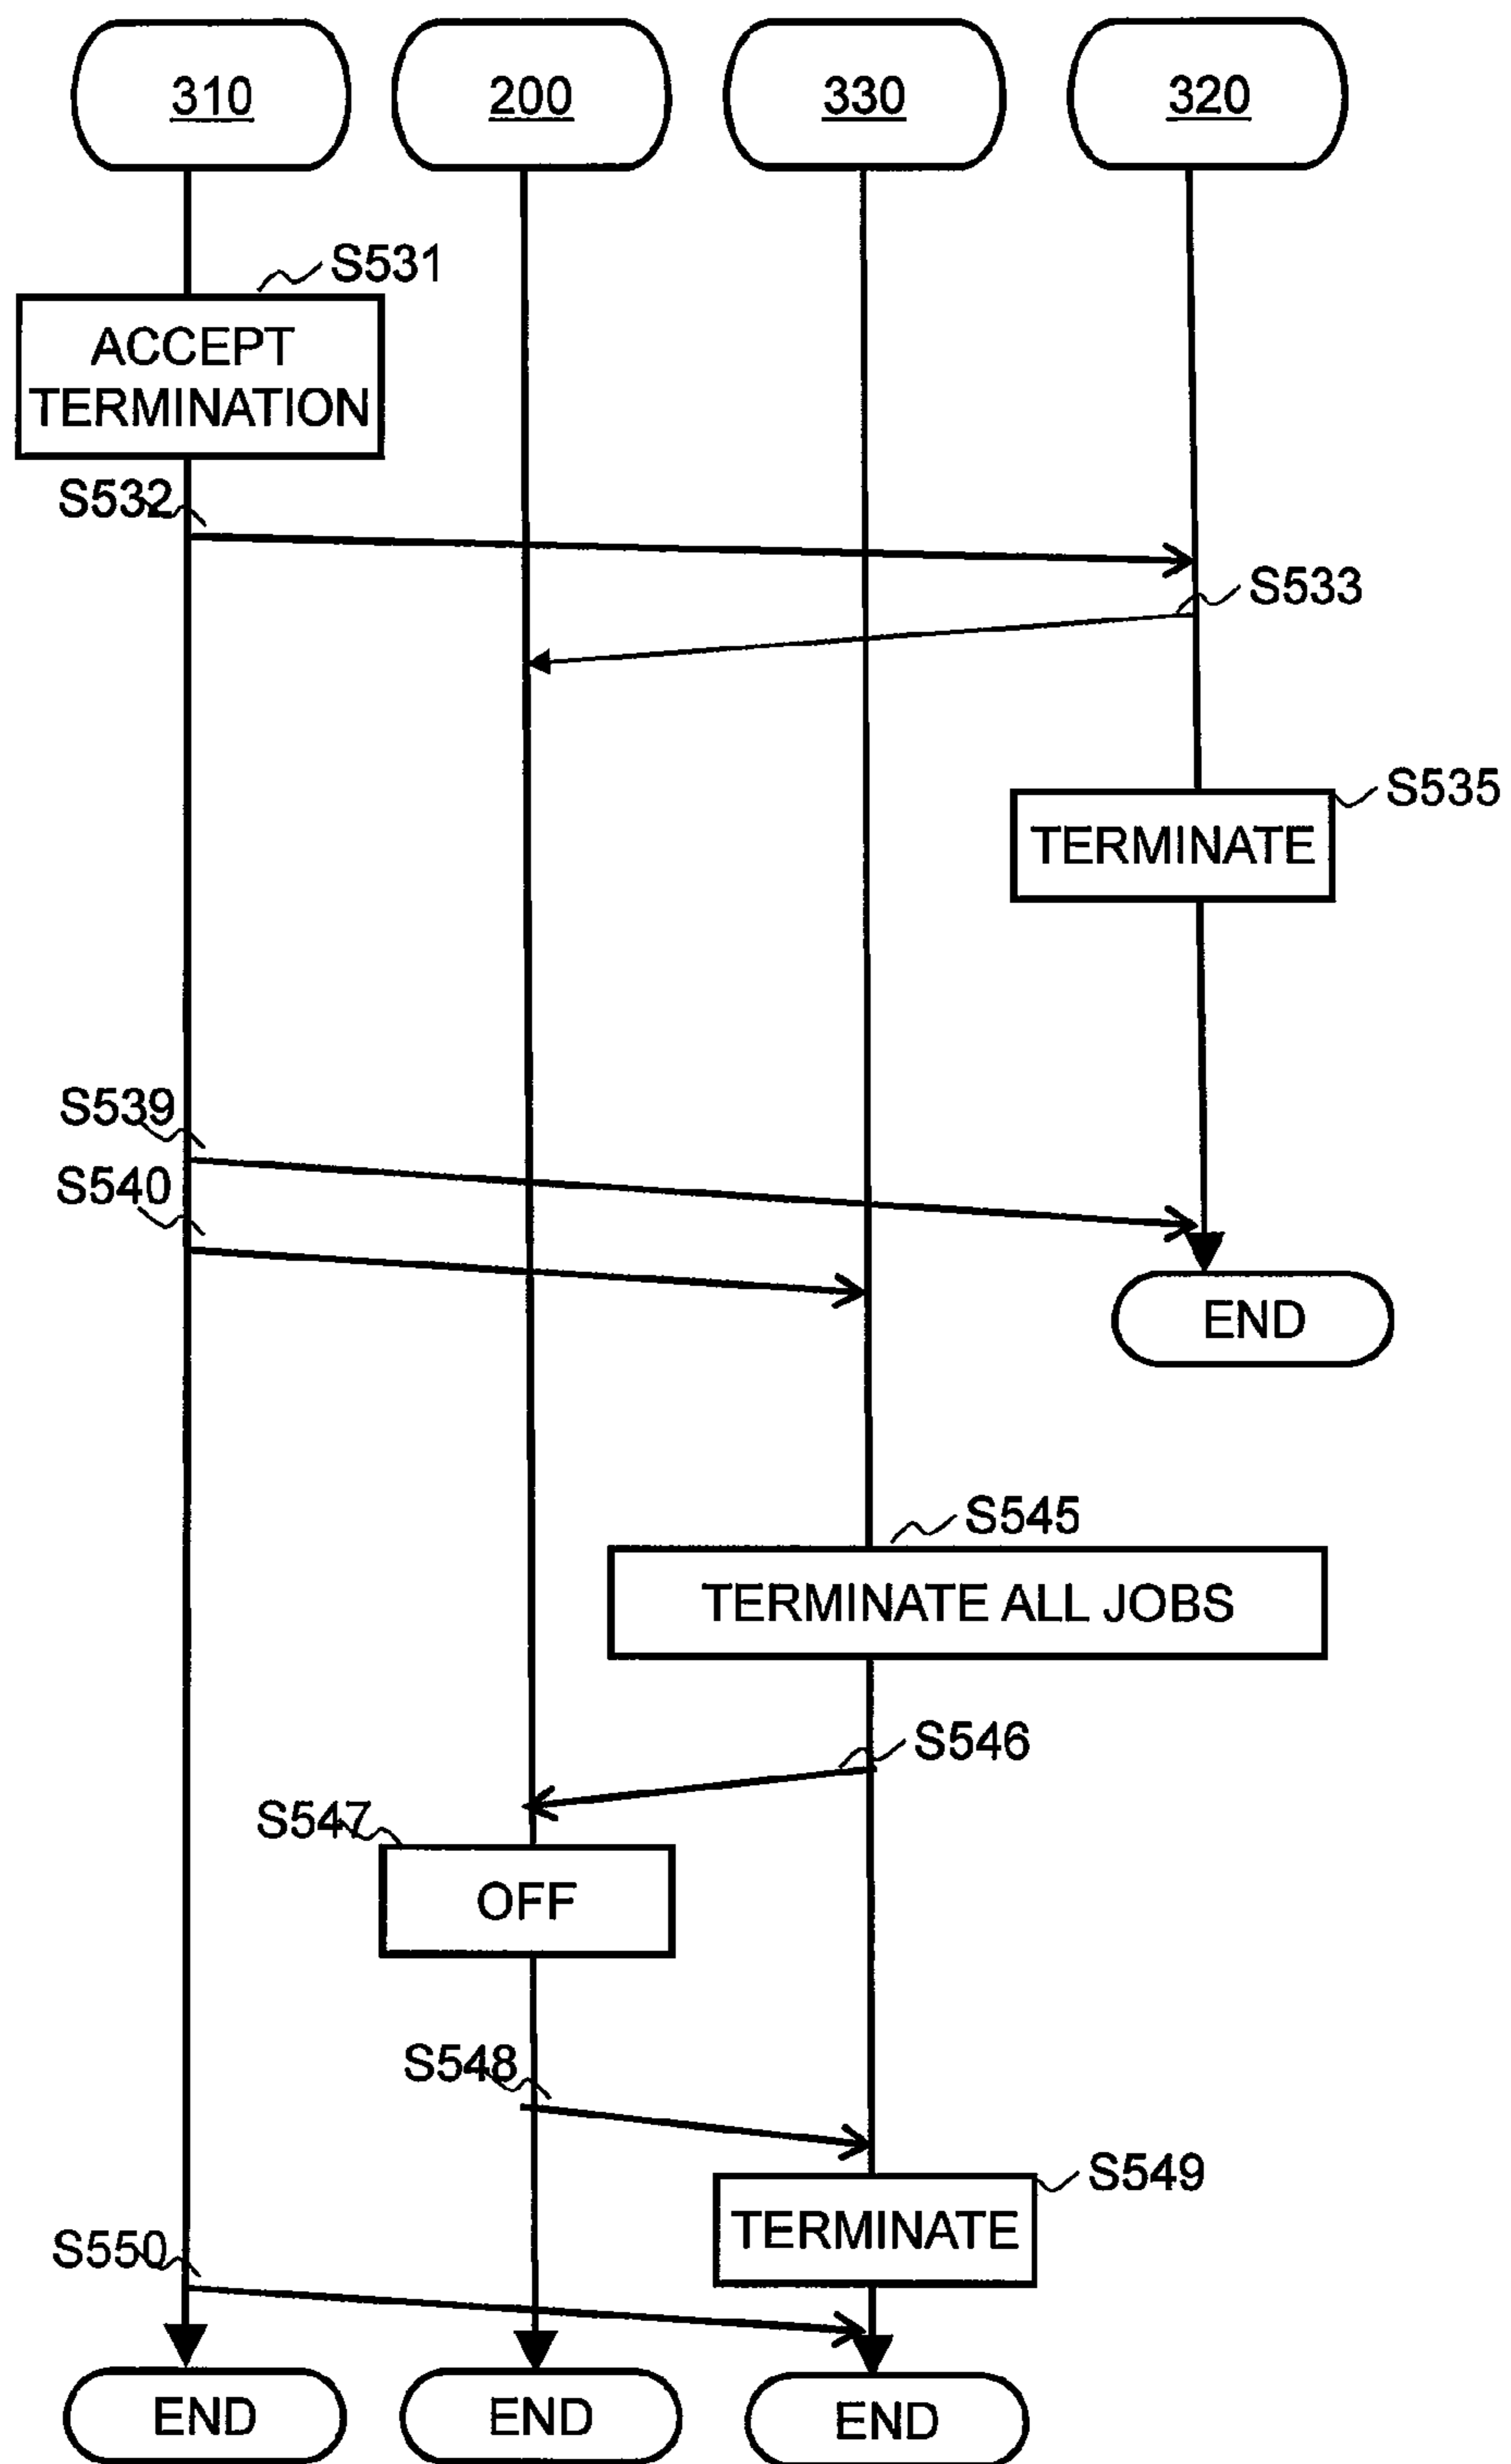 310
200
330
320
S531
ACCEPT
TERMINATION
S532
S533
S535
TERMINATE
S539
S540
END
S545
TERMINATE ALL JOBS
S546
S547
OFF
S548
S549
TERMINATE
S550
END
END
END